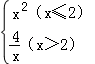 x² （x≦2）
4/x （x＞2）